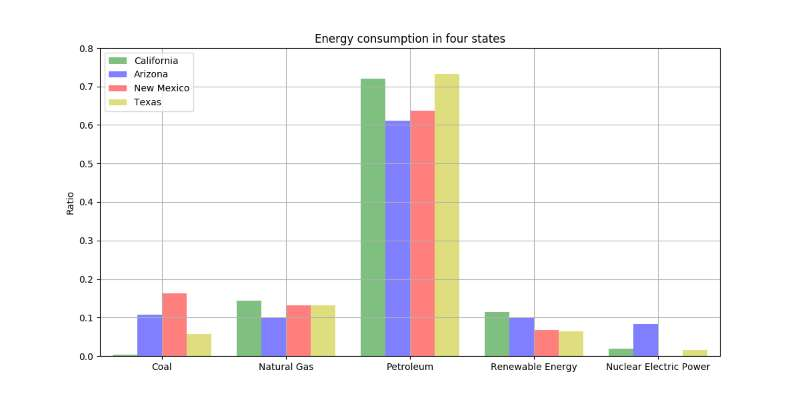 Energy consumption in four states
0.8
0.7
0.6
0.5
0.4
0.3
0.2
0.1
0.0
Ratio
California
Arizona
New Mexico
Texas
Coal
Natural Gas
Petroleum
Renewable Energy
Nuclear Electric Power